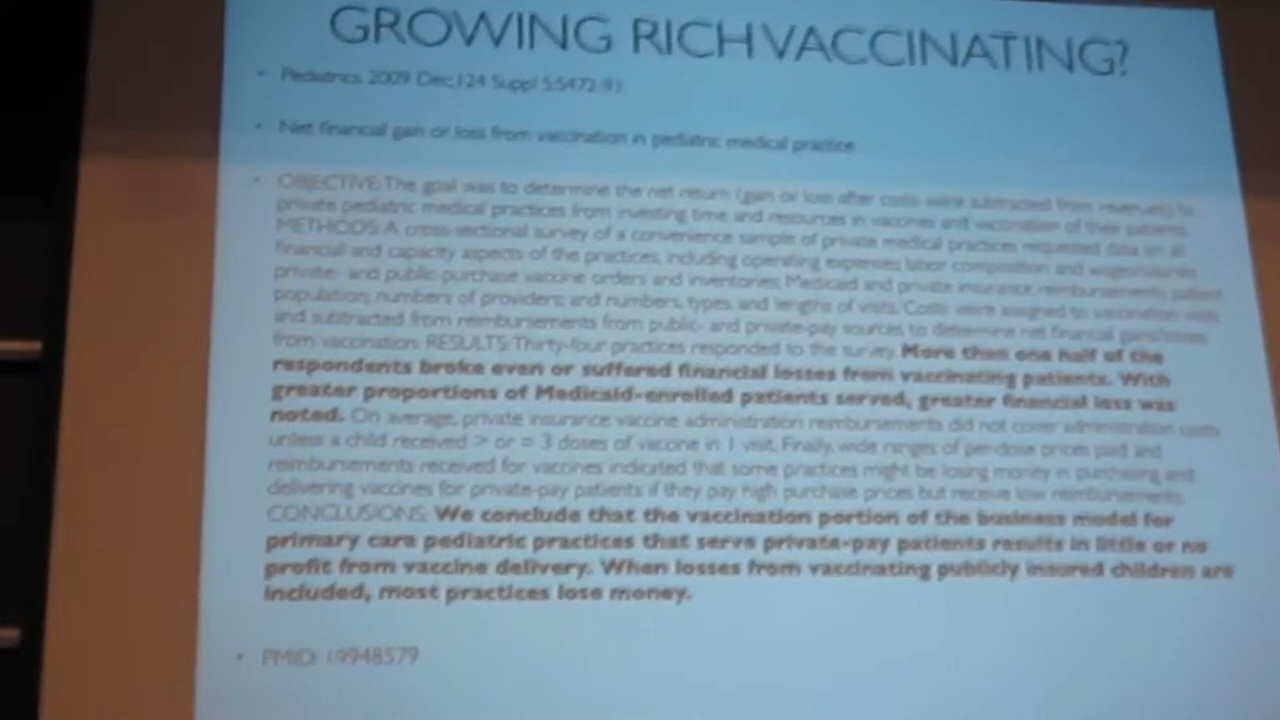 GROWING RICH VACCINATING?
• Pediatrics. 2009 Dec;124 Suppl 5:S472-91.
• Net financial gain or loss from vaccination in pediatric medical practice
• OBJECTIVE: The goal was to determine the net return (gain or loss after costs were subtracted from revenues) to
private pediatric medical practices from investing time and resources in vaccines and vaccination of their patients.
METHODS: A cross-sectional survey of a convenience sample of private medical practices requested data on all
financial and capacity aspects of the practices, including operating expenses; labor composition and wages/salaries;
private- and public-purchase vaccine orders and inventories; Medicaid and private insurance reimbursements; patient
population; numbers of providers; and numbers, types, and lengths of visits. Costs were assigned to vaccination visits
and subtracted from reimbursements from public- and private-pay sources to determine net financial gains/losses
from vaccination. RESULTS: Thirty-four practices responded to the survey. More than one half of the
respondents broke even or suffered financial losses from vaccinating patients. With
greater proportions of Medicaid-enrolled patients served, greater financial loss was
noted. On average, private insurance vaccine administration reimbursements did not cover administration costs
unless a child received > or = 3 doses of vaccine in 1 visit. Finally, wide ranges of per-dose prices paid and
reimbursements received for vaccines indicated that some practices might be losing money in purchasing and
delivering vaccines for private-pay patients if they pay high purchase prices but receive low reimbursements.
CONCLUSIONS: We conclude that the vaccination portion of the business model for
primary care pediatric practices that serve private-pay patients results in little or no
profit from vaccine delivery. When losses from vaccinating publicly insured children are
included, most practices lose money.
• PMID: 19948579